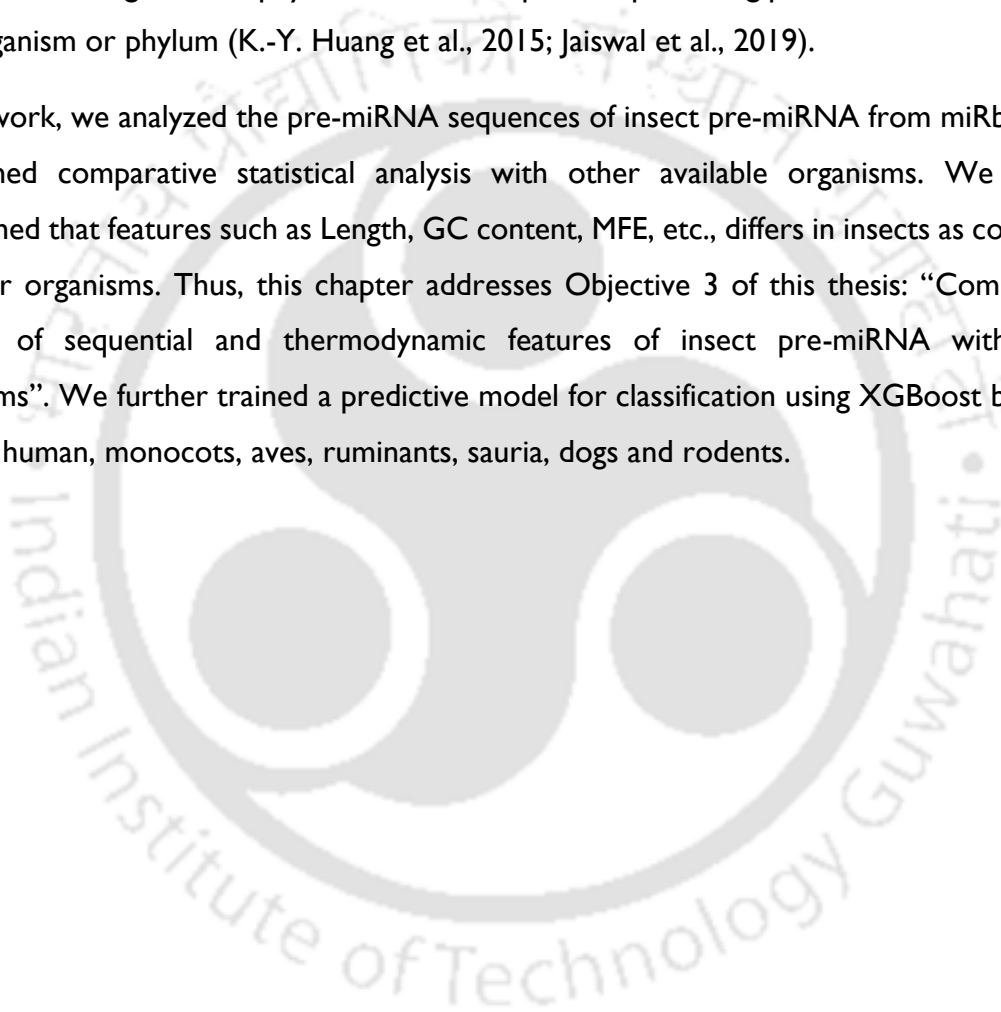 ganism or phylum (K.-Y. Huang et al., 2015; Jaiswal et al., 2019).
work, we analyzed the pre-miRNA sequences of insect pre-miRNA from miRb
ned comparative statistical analysis with other available organisms. We
ned that features such as Length, GC content, MFE, etc., differs in insects as co
r organisms. Thus, this chapter addresses Objective 3 of this thesis: “Com
of sequential and thermodynamic features of insect pre-miRNA with
ms”. We further trained a predictive model for classification using XGBoost b
human, monocots, aves, ruminants, sauria, dogs and rodents.
Indian Institute of Technology Guwahati